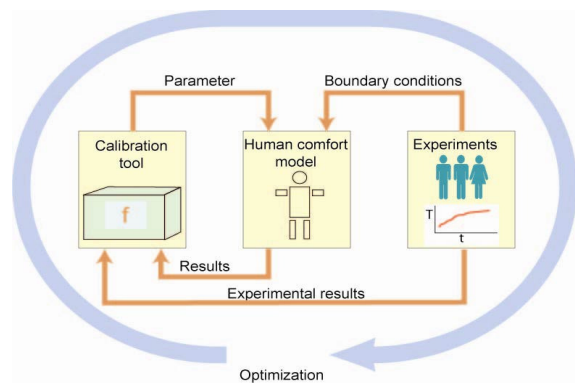 Parameter
Boundary conditions
Calibration
tool
f
Human comfort
model
Experiments
T
t
Results
Experimental results
Optimization